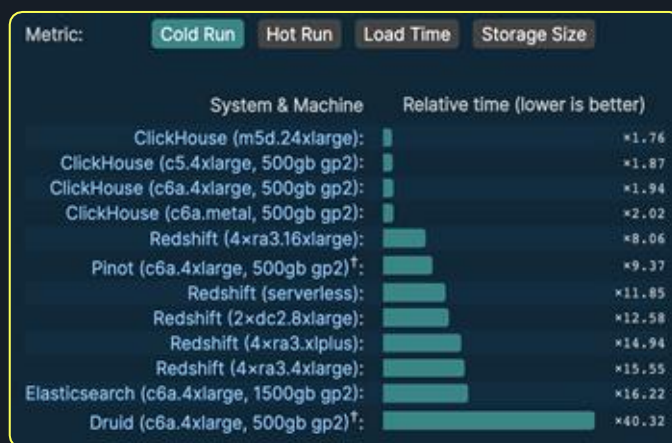 Metric: Cold Run Hot Run Load Time Storage Size
System & Machine Relative time (lower is better)
ClickHouse (m5d.24xlarge): ×1.76
ClickHouse (c5.4xlarge, 500gb gp2): ×1.87
ClickHouse (c6a.4xlarge, 500gb gp2): ×1.94
ClickHouse (c6a.metal, 500gb gp2): ×2.02
Redshift (4×ra3.16xlarge): ×8.06
Pinot (c6a.4xlarge, 500gb gp2)†: ×9.37
Redshift (serverless): ×11.85
Redshift (2×dc2.8xlarge): ×12.58
Redshift (4×ra3.xlplus): ×14.94
Redshift (4×ra3.4xlarge): ×15.55
Elasticsearch (c6a.4xlarge, 1500gb gp2): ×16.22
Druid (c6a.4xlarge, 500gb gp2)†: ×40.32